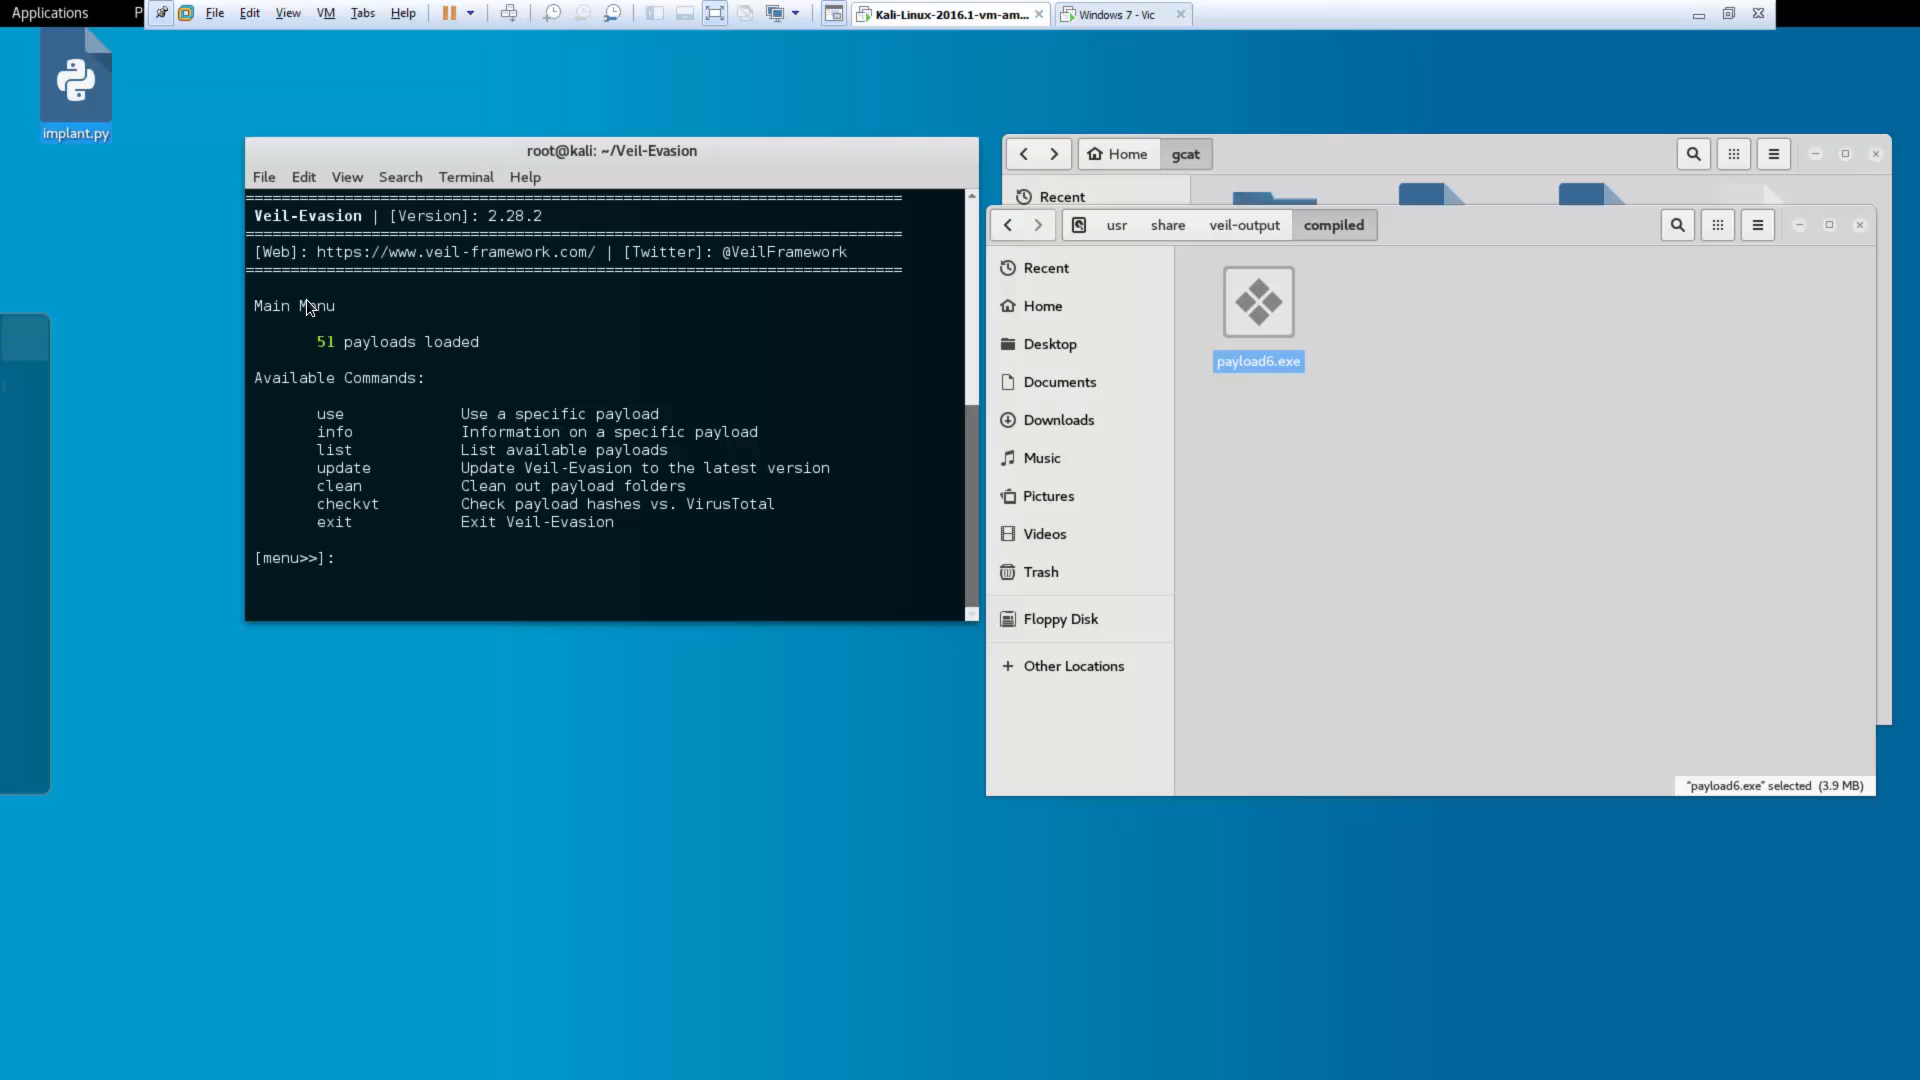 Applications
P
File Edit View VM Tabs Help
Kali-Linux-2016.1-vm-am...
Windows 7 - Vic
implant.py
root@kali: ~/Veil-Evasion
File Edit View Search Terminal Help
=========================================================================
Veil-Evasion | [Version]: 2.28.2
=========================================================================
[Web]: https://www.veil-framework.com/ | [Twitter]: @VeilFramework
=========================================================================
Main Menu
51 payloads loaded
Available Commands:
use Use a specific payload
info Information on a specific payload
list List available payloads
update Update Veil-Evasion to the latest version
clean Clean out payload folders
checkvt Check payload hashes vs. VirusTotal
exit Exit Veil-Evasion
[menu>>]:
Home gcat
Recent
usr share veil-output compiled
Recent
Home
Desktop
Documents
Downloads
Music
Pictures
Videos
Trash
Floppy Disk
+ Other Locations
payload6.exe
"payload6.exe" selected (3.9 MB)